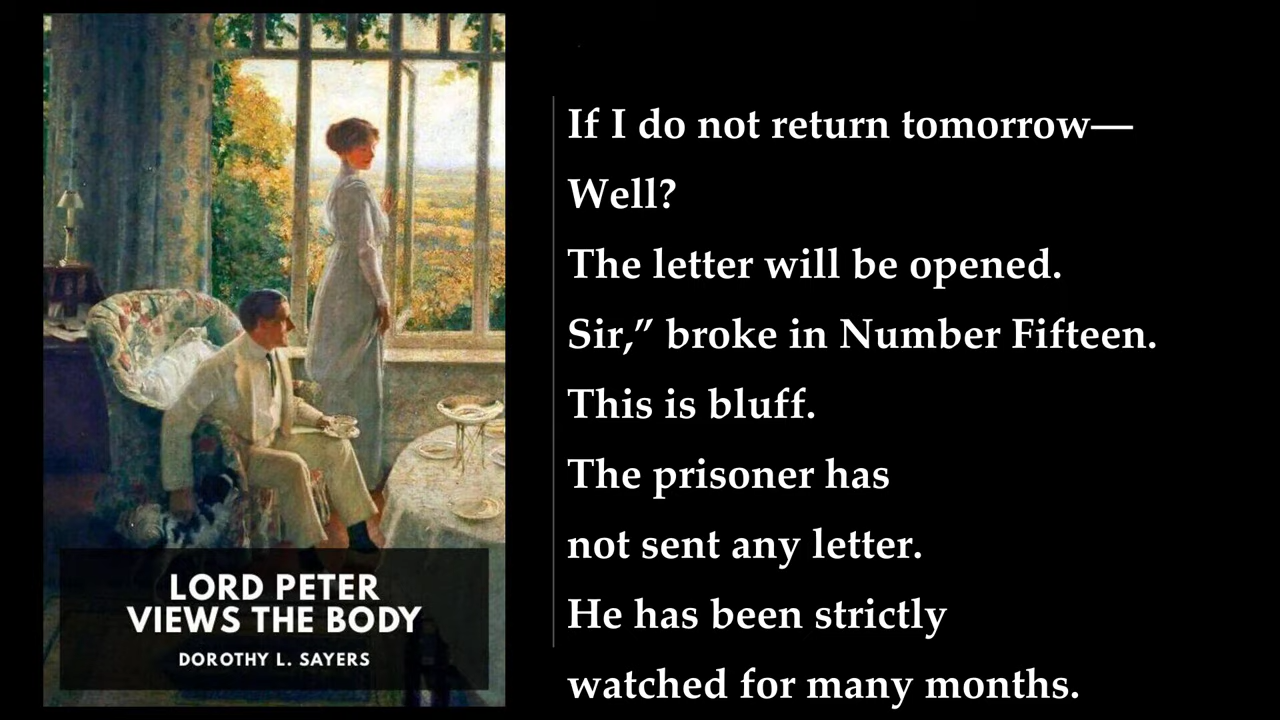 LORD PETER
VIEWS THE BODY
DOROTHY L. SAYERS
If I do not return tomorrow—
Well?
The letter will be opened.
Sir,” broke in Number Fifteen.
This is bluff.
The prisoner has
not sent any letter.
He has been strictly
watched for many months.